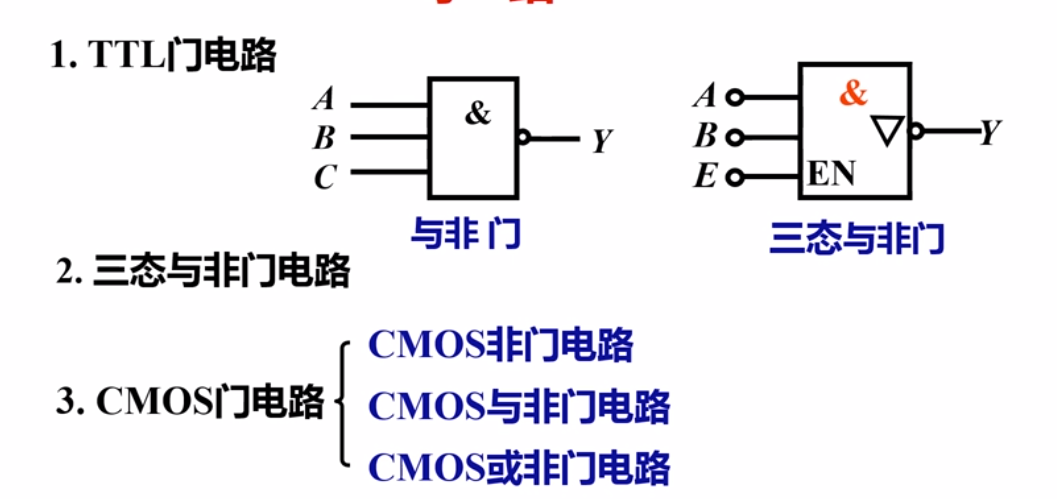 1. TTL门电路
A
B
C
&
Y
与非 门
A
B
E
&
EN
Y
三态与非门
2. 三态与非门电路
3. CMOS门电路
CMOS非门电路
CMOS与非门电路
CMOS或非门电路